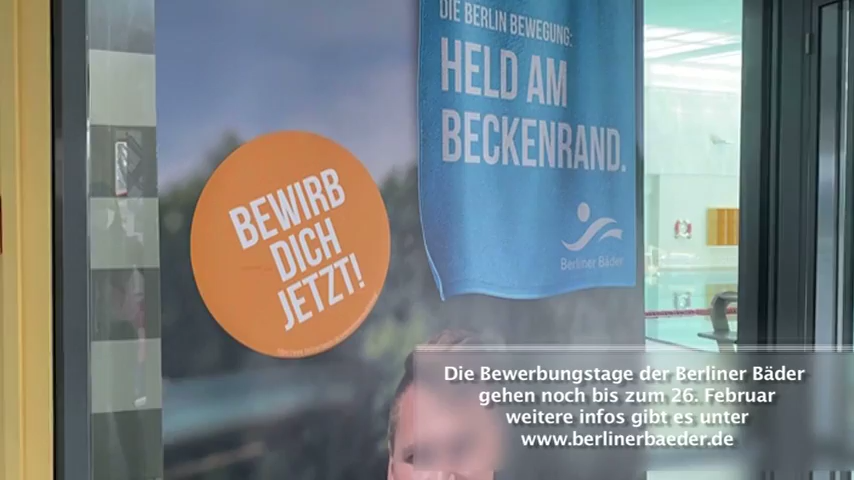 DIE BERLIN BEWEGUNG:
HELD AM
BECKENRAND.
BEWIRB
DICH
JETZT!
Berliner Bäder
Die Bewerbungstage der Berliner Bäder
gehen noch bis zum 26. Februar
weitere infos gibt es unter
www.berlinerbaeder.de